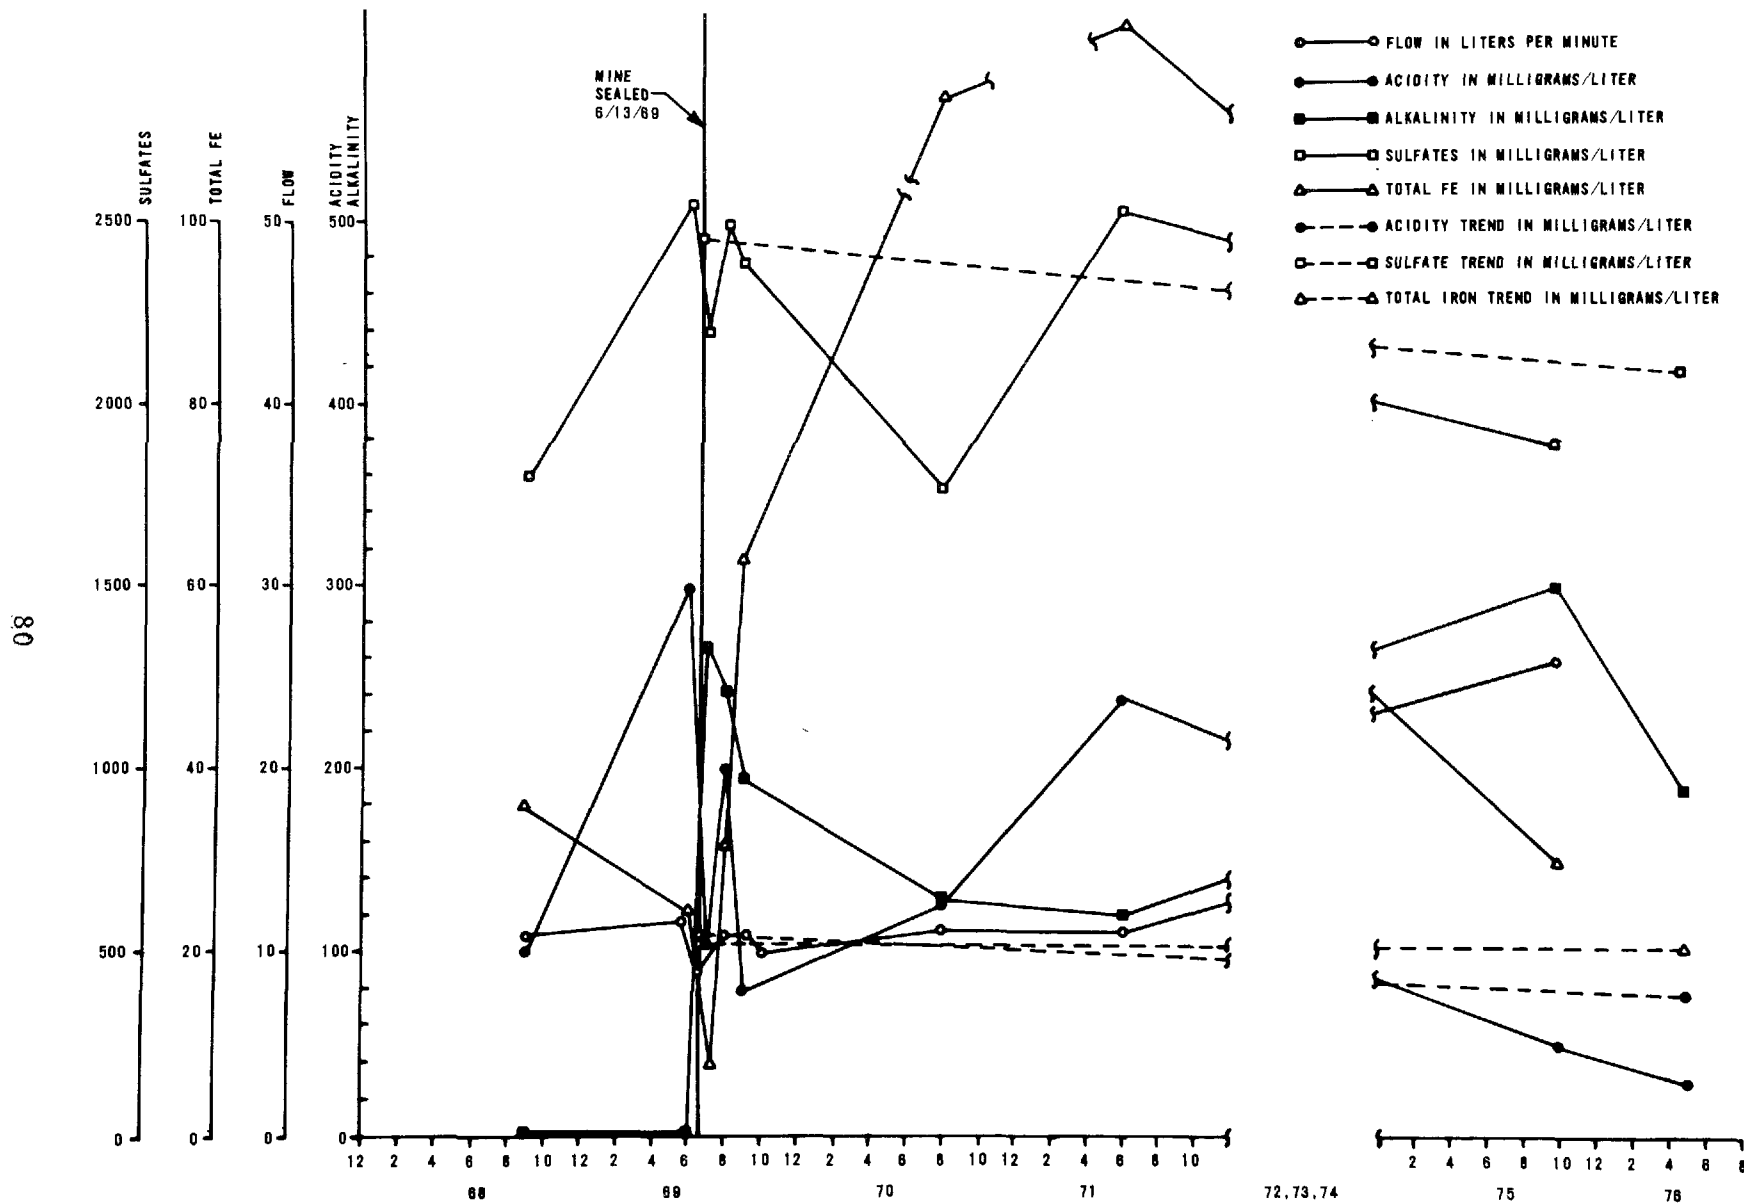 MINE
SEALED
6/13/69
FLOW IN LITERS PER MINUTE
ACIDITY IN MILLIGRAMS/LITER
ALKALINITY IN MILLIGRAMS/LITER
SULFATES IN MILLIGRAMS/LITER
TOTAL FE IN MILLIGRAMS/LITER
ACIDITY TREND IN MILLIGRAMS/LITER
SULFATE TREND IN MILLIGRAMS/LITER
TOTAL IRON TREND IN MILLIGRAMS/LITER
SULFATES
TOTAL FE
FLOW
ACIDITY
ALKALINITY
2500 100 50 500
2000 80 40 400
1500 60 30 300
1000 40 20 200
500 20 10 100
0 0 0 0
12 2 4 6 8 10 12 2 4 6 8 10 12 2 4 6 8 10 12 2 4 6 8 10 2 4 6 8 10 12 2 4 6 8
68 69 70 71 72,73,74 75 76
80